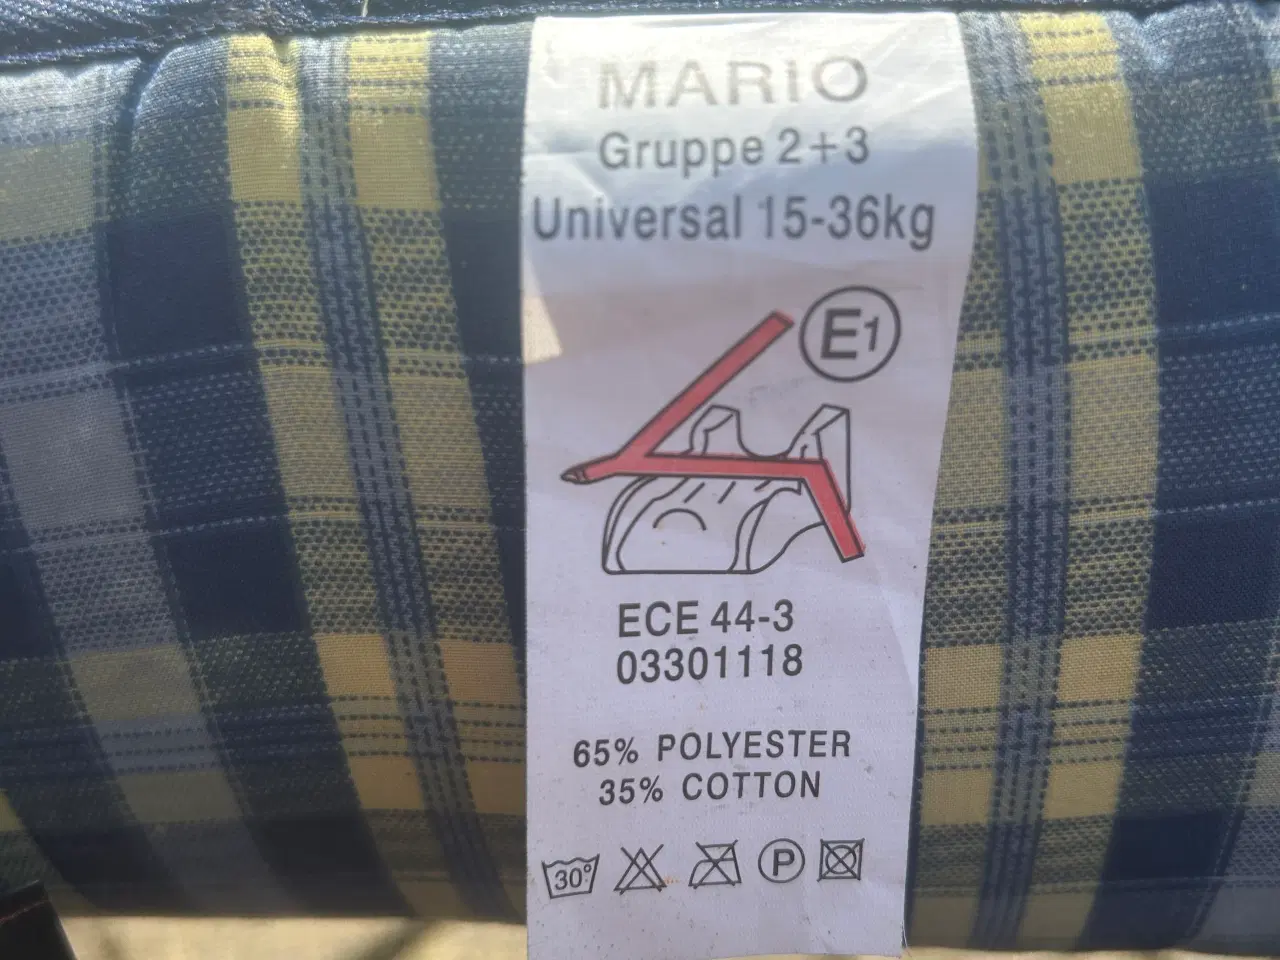 MARIO
Gruppe 2+3
Universal 15-36kg
E1
ECE 44-3
03301118
65% POLYESTER
35% COTTON
30° P